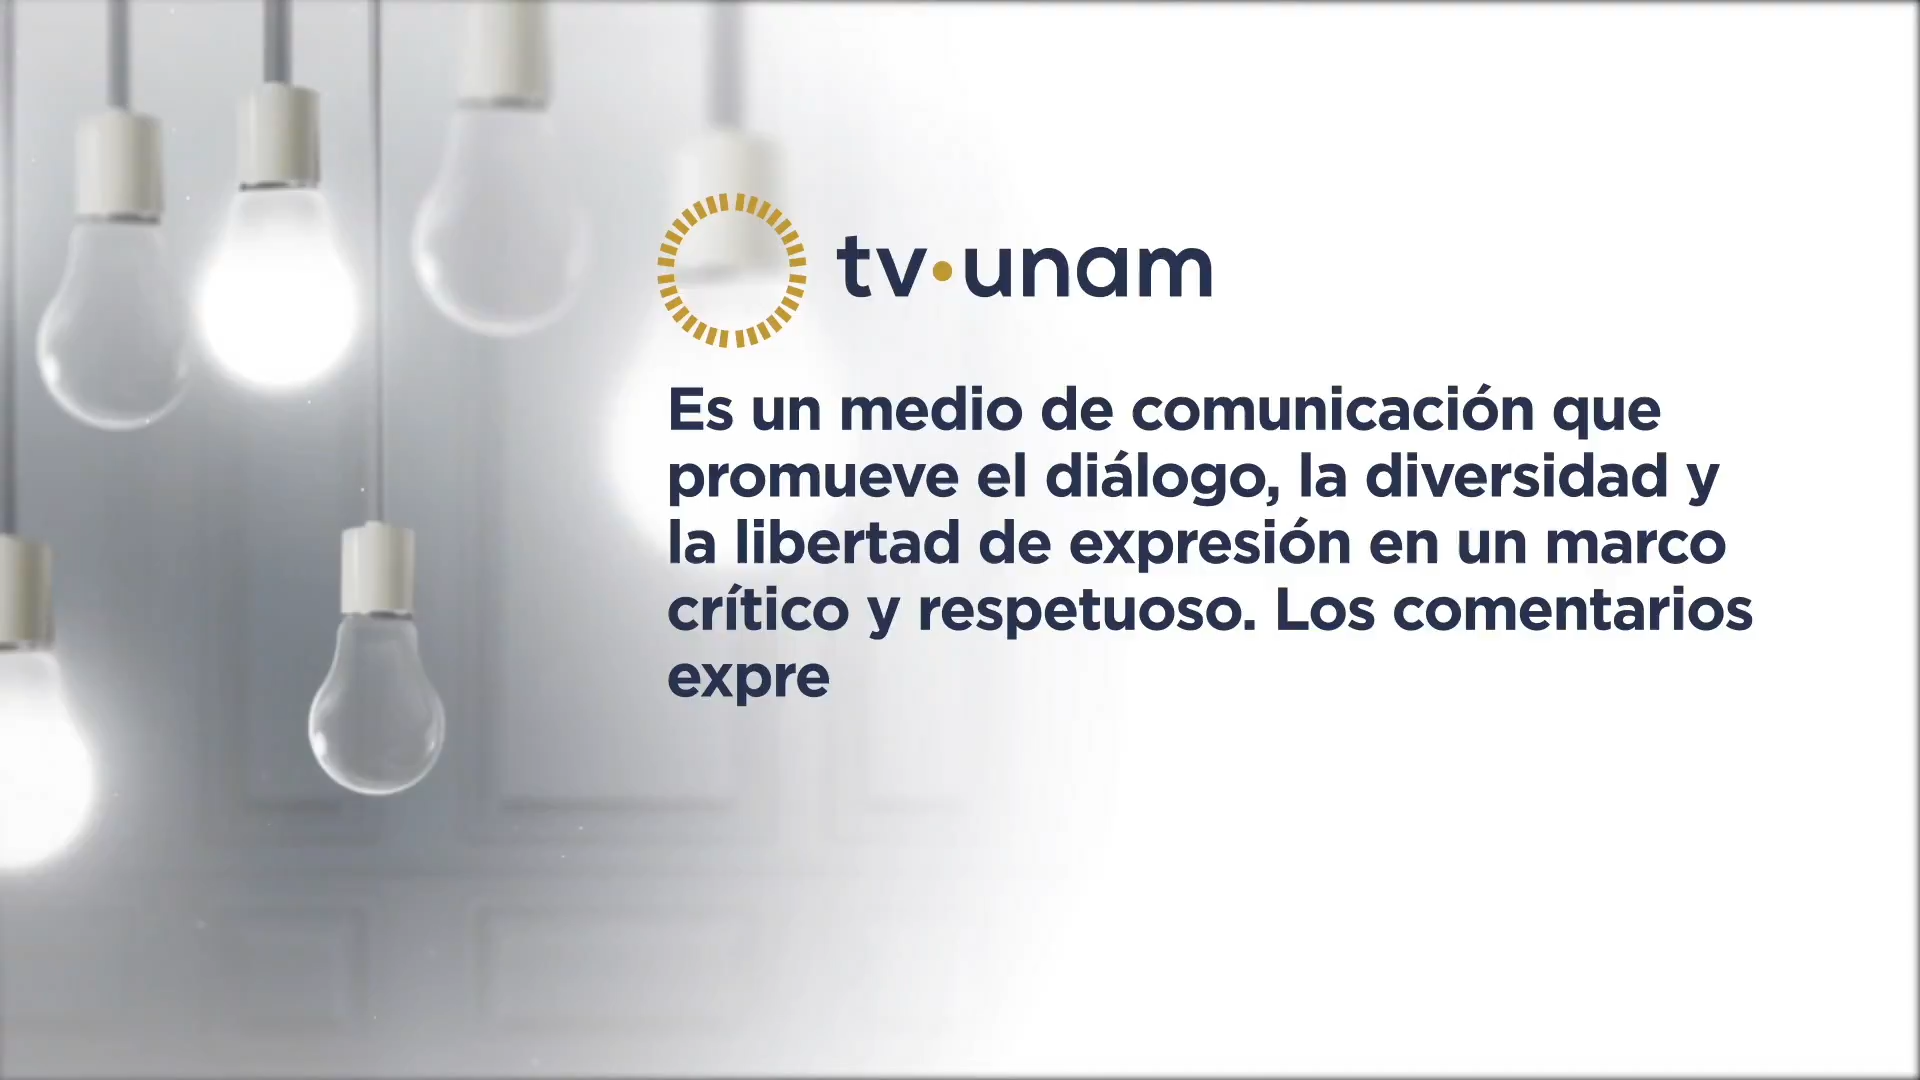 tv•unam
Es un medio de comunicación que
promueve el diálogo, la diversidad y
la libertad de expresión en un marco
crítico y respetuoso. Los comentarios
expre